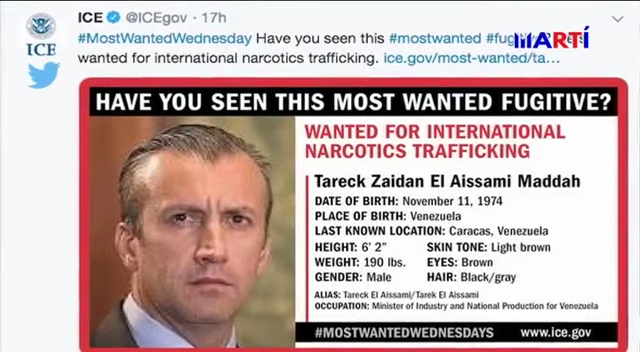 ICE @ICEgov · 17h
MARTÍ
#MostWantedWednesday Have you seen this #mostwanted
wanted for international narcotics trafficking. ice.gov/most-wanted/ta…
ICE
HAVE YOU SEEN THIS MOST WANTED FUGITIVE?
WANTED FOR INTERNATIONAL
NARCOTICS TRAFFICKING
Tareck Zaidan El Aissami Maddah
DATE OF BIRTH: November 11, 1974
PLACE OF BIRTH: Venezuela
LAST KNOWN LOCATION: Caracas, Venezuela
HEIGHT: 6’ 2” SKIN TONE: Light brown
WEIGHT: 190 lbs. EYES: Brown
GENDER: Male HAIR: Black/gray
ALIAS: Tareck El Aissami/Tarek El Aissami
OCCUPATION: Minister of Industry and National Production for Venezuela
#MOSTWANTEDWEDNESDAYS www.ice.gov